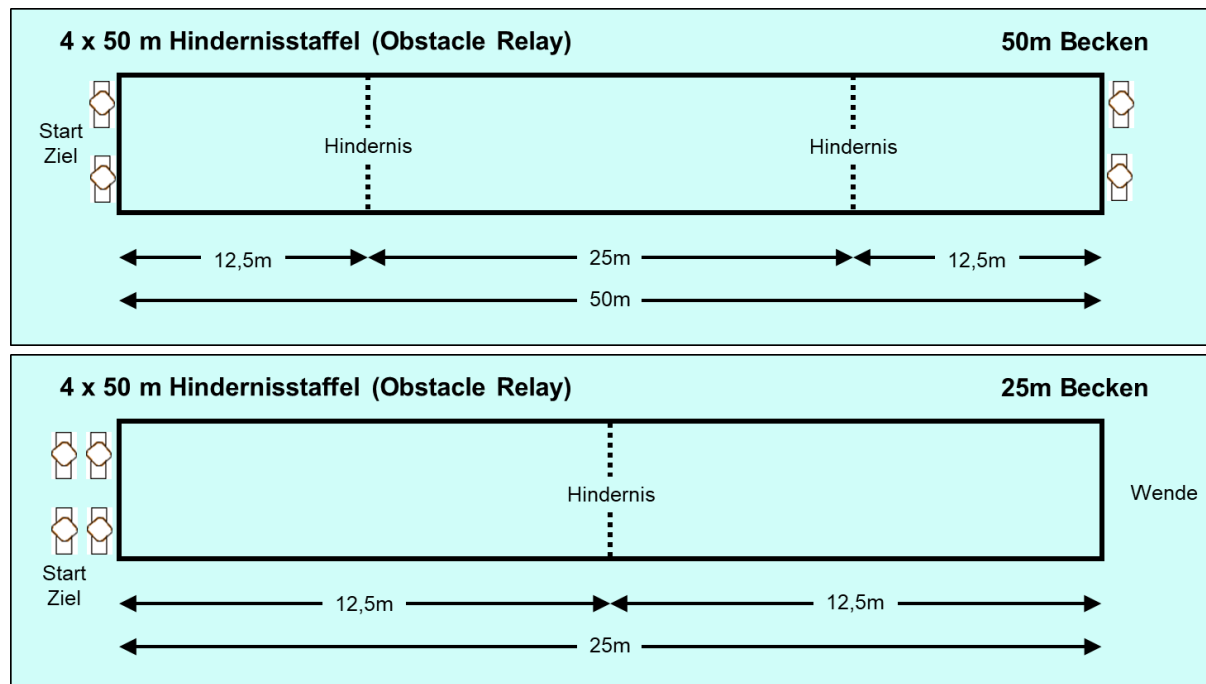 4 x 50 m Hindernisstaffel (Obstacle Relay)
50m Becken
Start
Ziel
Hindernis
Hindernis
12,5m
25m
12,5m
50m
4 x 50 m Hindernisstaffel (Obstacle Relay)
25m Becken
Hindernis
Wende
Start
Ziel
12,5m
12,5m
25m